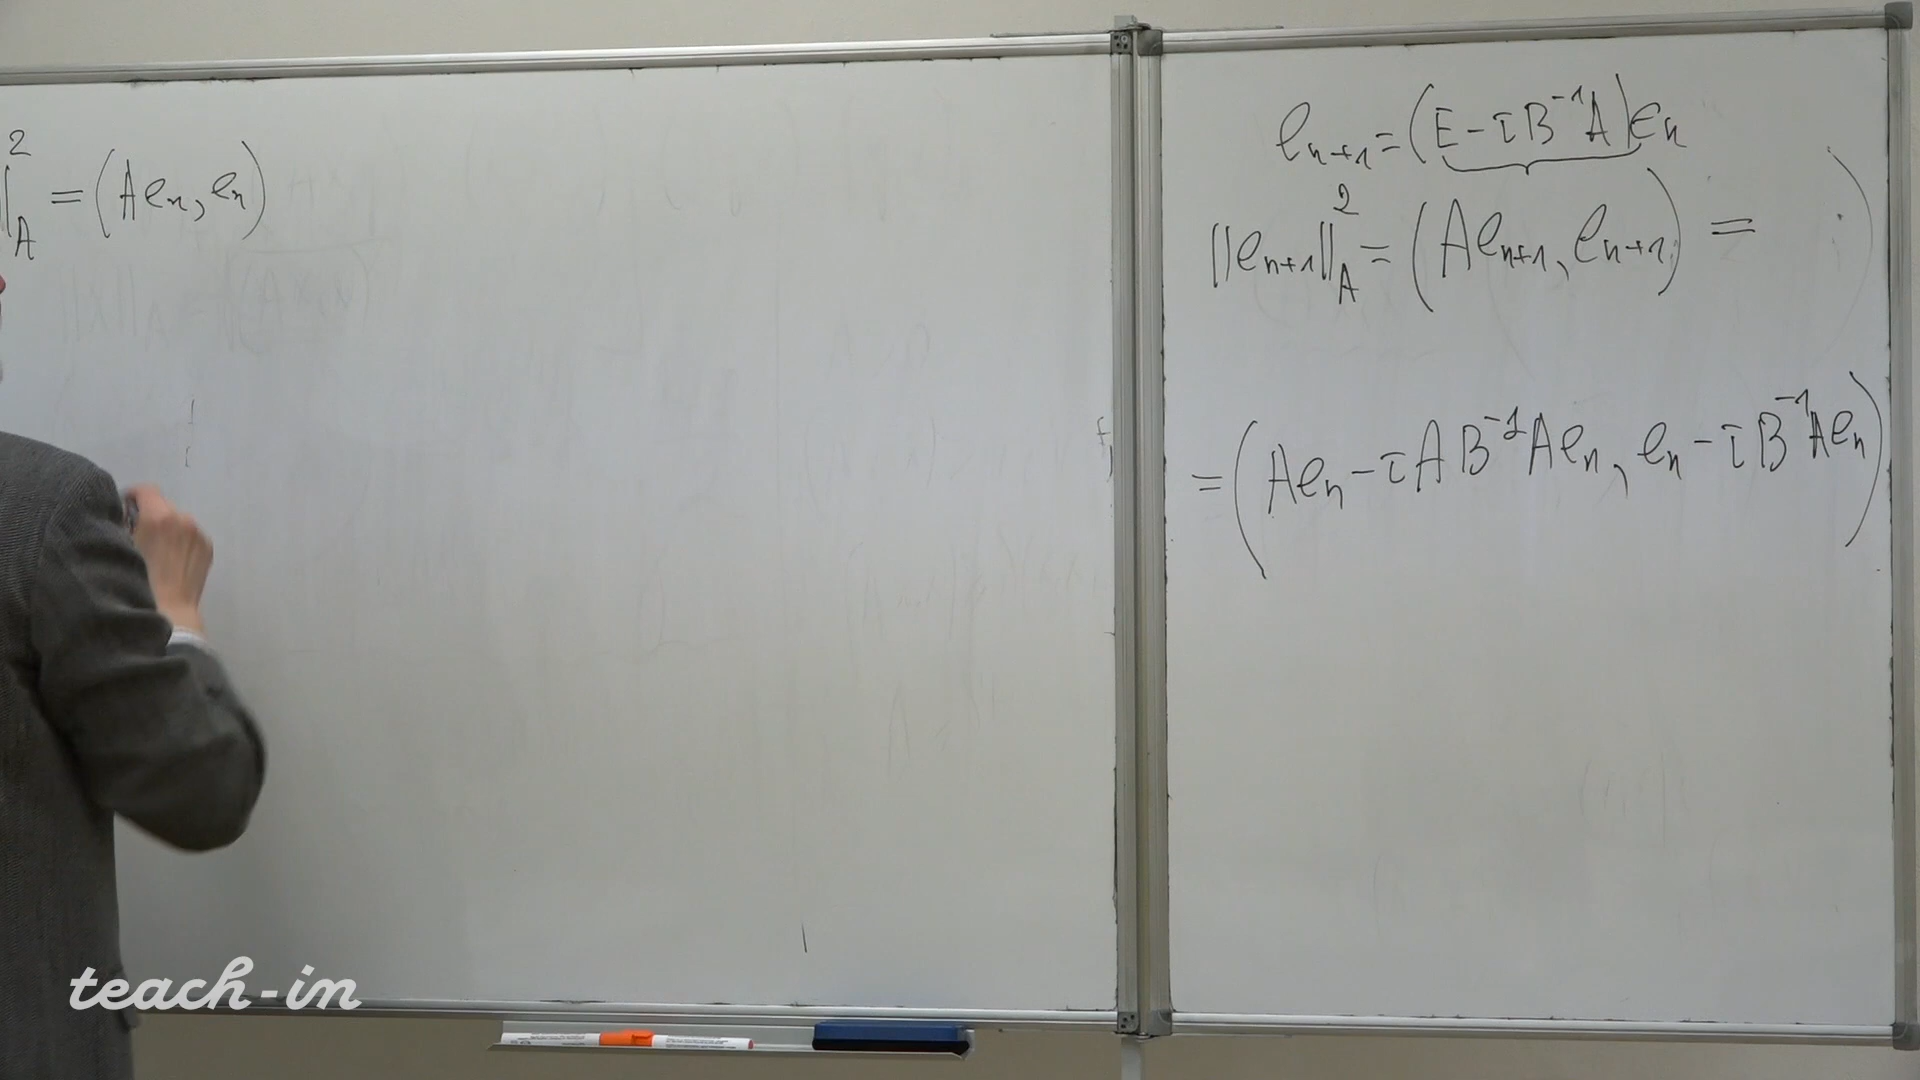 ‖²_A = (Ae_n, e_n)
e_{n+1} = (E - τB⁻¹A)e_n
‖e_{n+1}‖²_A = (Ae_{n+1}, e_{n+1}) =
= (Ae_n - τAB⁻¹Ae_n, e_n - τB⁻¹Ae_n)
teach-in